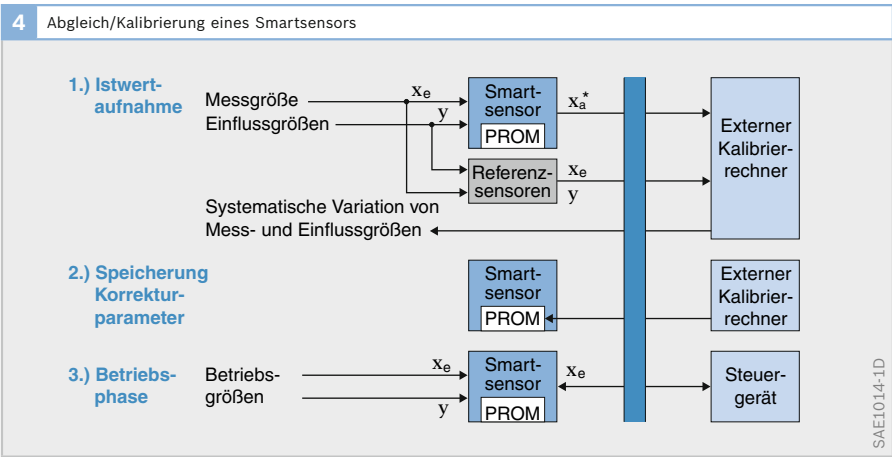 4 Abgleich/Kalibrierung eines Smartsensors
1.) Istwert-
aufnahme
Messgröße
Einflussgrößen
xe
y
Smart-
sensor
PROM
xa*
Referenz-
sensoren
xe
y
Externer
Kalibrier-
rechner
Systematische Variation von
Mess- und Einflussgrößen
2.) Speicherung
Korrektur-
parameter
Smart-
sensor
PROM
Externer
Kalibrier-
rechner
3.) Betriebs-
phase
Betriebs-
größen
xe
y
Smart-
sensor
PROM
xe
Steuer-
gerät
SAE1014-1D